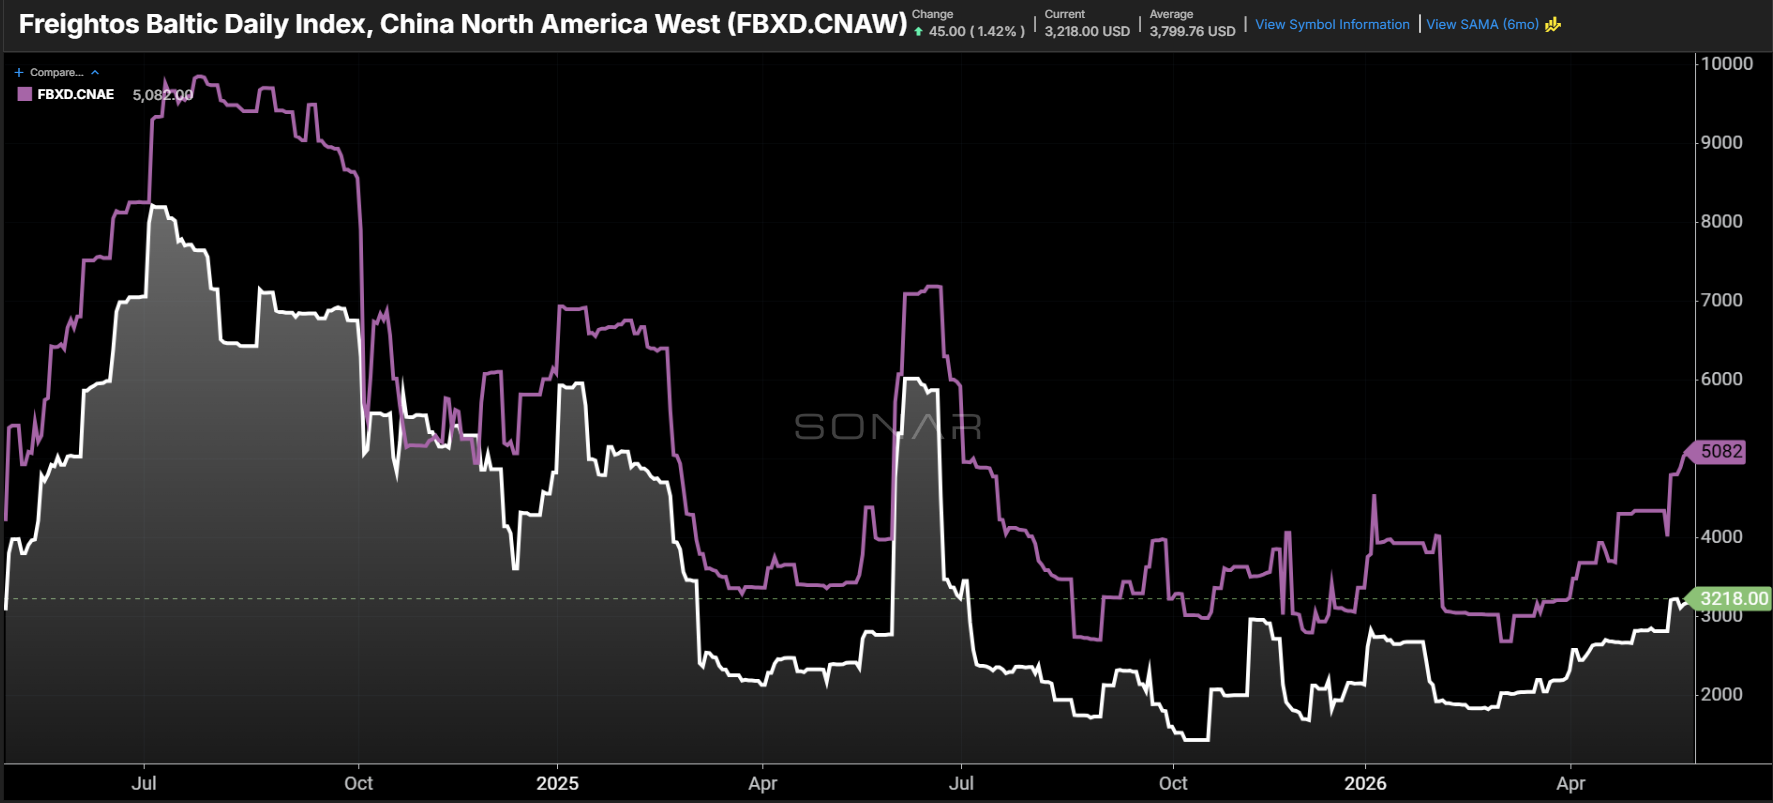 Freightos Baltic Daily Index, China North America West (FBXD.CNAW)
Change
45.00 ( 1.42% )
Current
3,218.00 USD
Average
3,799.76 USD
View Symbol Information
View SAMA (6mo)
+ Compare...
FBXD.CNAE 5,082.00
10000
9000
8000
7000
6000
SONAR
5082
4000
3218.00
3000
2000
Jul Oct 2025 Apr Jul Oct 2026 Apr